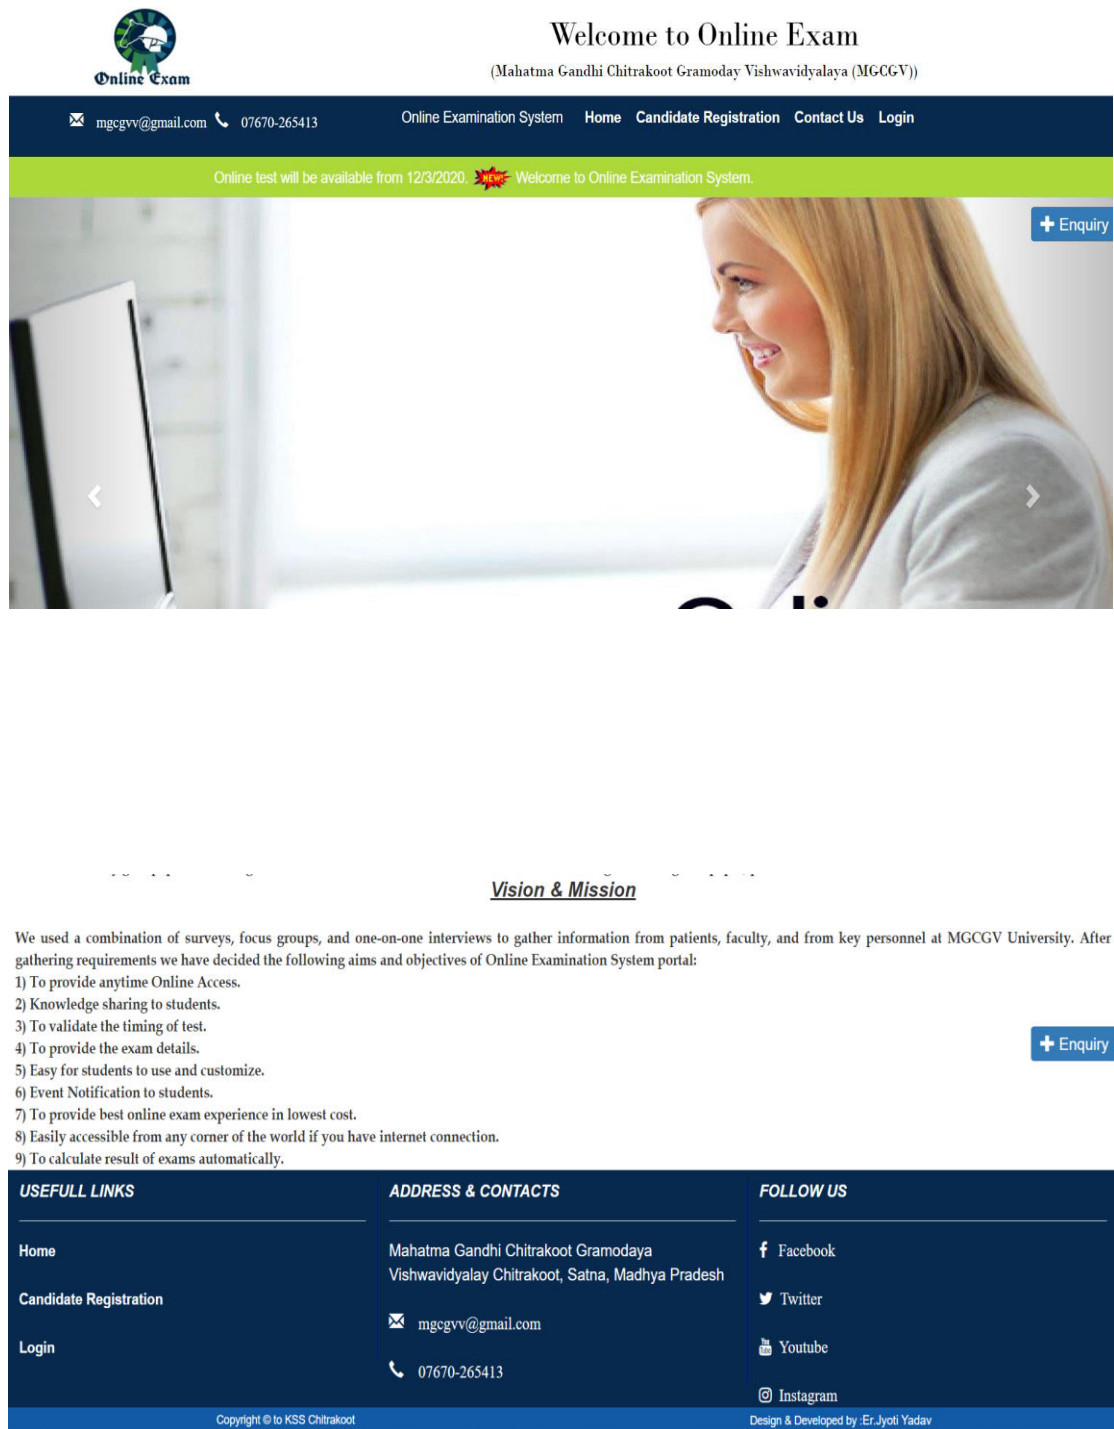 Online Exam
Welcome to Online Exam
(Mahatma Gandhi Chitrakoot Gramoday Vishwavidyalaya (MGCGV))
mgcgvv@gmail.com 07670-265413
Online Examination System Home Candidate Registration Contact Us Login
Online test will be available from 12/3/2020. NEW! Welcome to Online Examination System.
Enquiry
Vision & Mission
We used a combination of surveys, focus groups, and one-on-one interviews to gather information from patients, faculty, and from key personnel at MGCGV University. After
gathering requirements we have decided the following aims and objectives of Online Examination System portal:
1) To provide anytime Online Access.
2) Knowledge sharing to students.
3) To validate the timing of test.
4) To provide the exam details.
5) Easy for students to use and customize.
6) Event Notification to students.
7) To provide best online exam experience in lowest cost.
8) Easily accessible from any corner of the world if you have internet connection.
9) To calculate result of exams automatically.
Enquiry
USEFULL LINKS
Home
Candidate Registration
Login
ADDRESS & CONTACTS
Mahatma Gandhi Chitrakoot Gramodaya
Vishwavidyalay Chitrakoot, Satna, Madhya Pradesh
mgcgvv@gmail.com
07670-265413
FOLLOW US
Facebook
Twitter
You Tube Youtube
Instagram
Copyright © to KSS Chitrakoot
Design & Developed by :Er.Jyoti Yadav